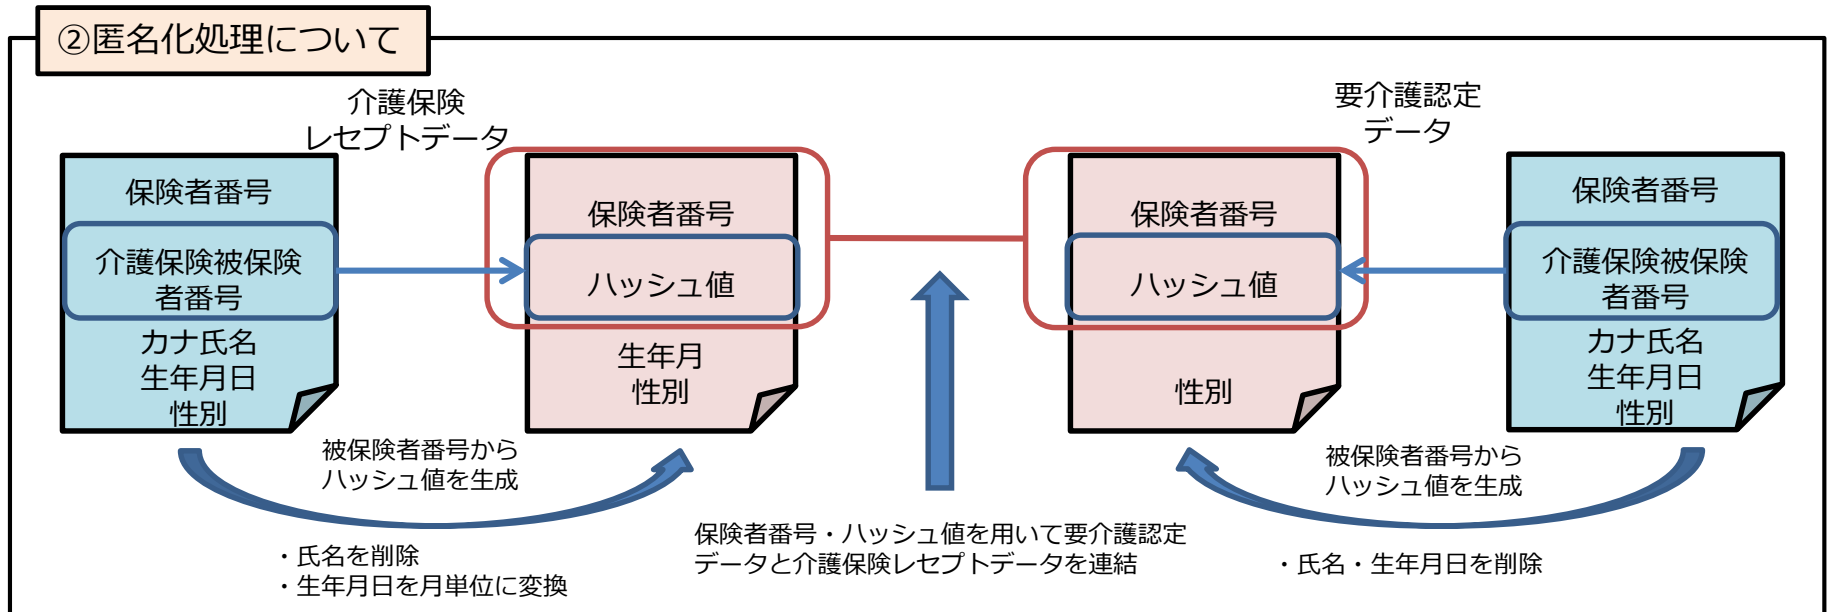 ②匿名化処理について
介護保険
レセプトデータ
保険者番号
介護保険被保険
者番号
カナ氏名
生年月日
性別
保険者番号
ハッシュ値
生年月
性別
被保険者番号から
ハッシュ値を生成
・氏名を削除
・生年月日を月単位に変換
保険者番号・ハッシュ値を用いて要介護認定
データと介護保険レセプトデータを連結
要介護認定
データ
保険者番号
ハッシュ値
性別
保険者番号
介護保険被保険
者番号
カナ氏名
生年月日
性別
被保険者番号から
ハッシュ値を生成
・氏名・生年月日を削除